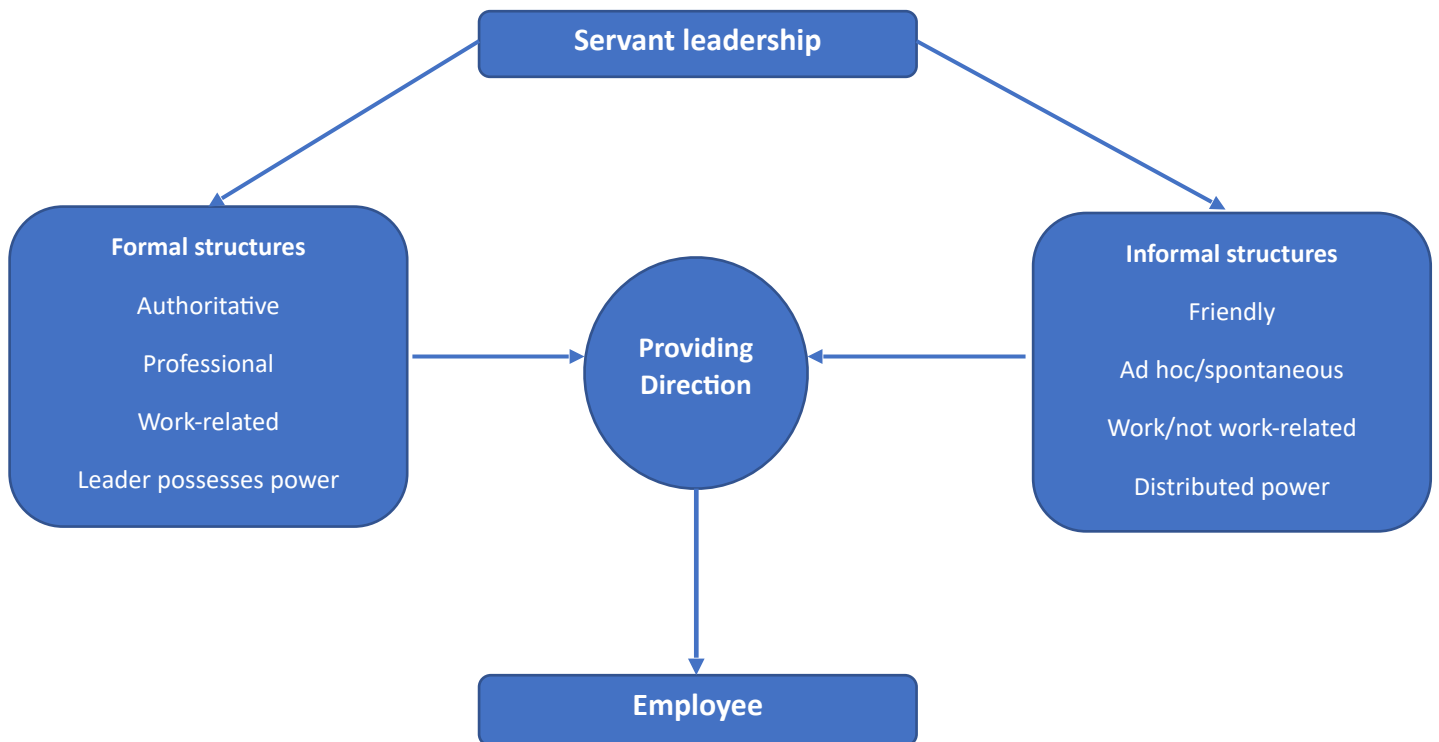 Servant leadership
Formal structures
Authoritative
Professional
Work-related
Leader possesses power
Providing
Direction
Informal structures
Friendly
Ad hoc/spontaneous
Work/not work-related
Distributed power
Employee